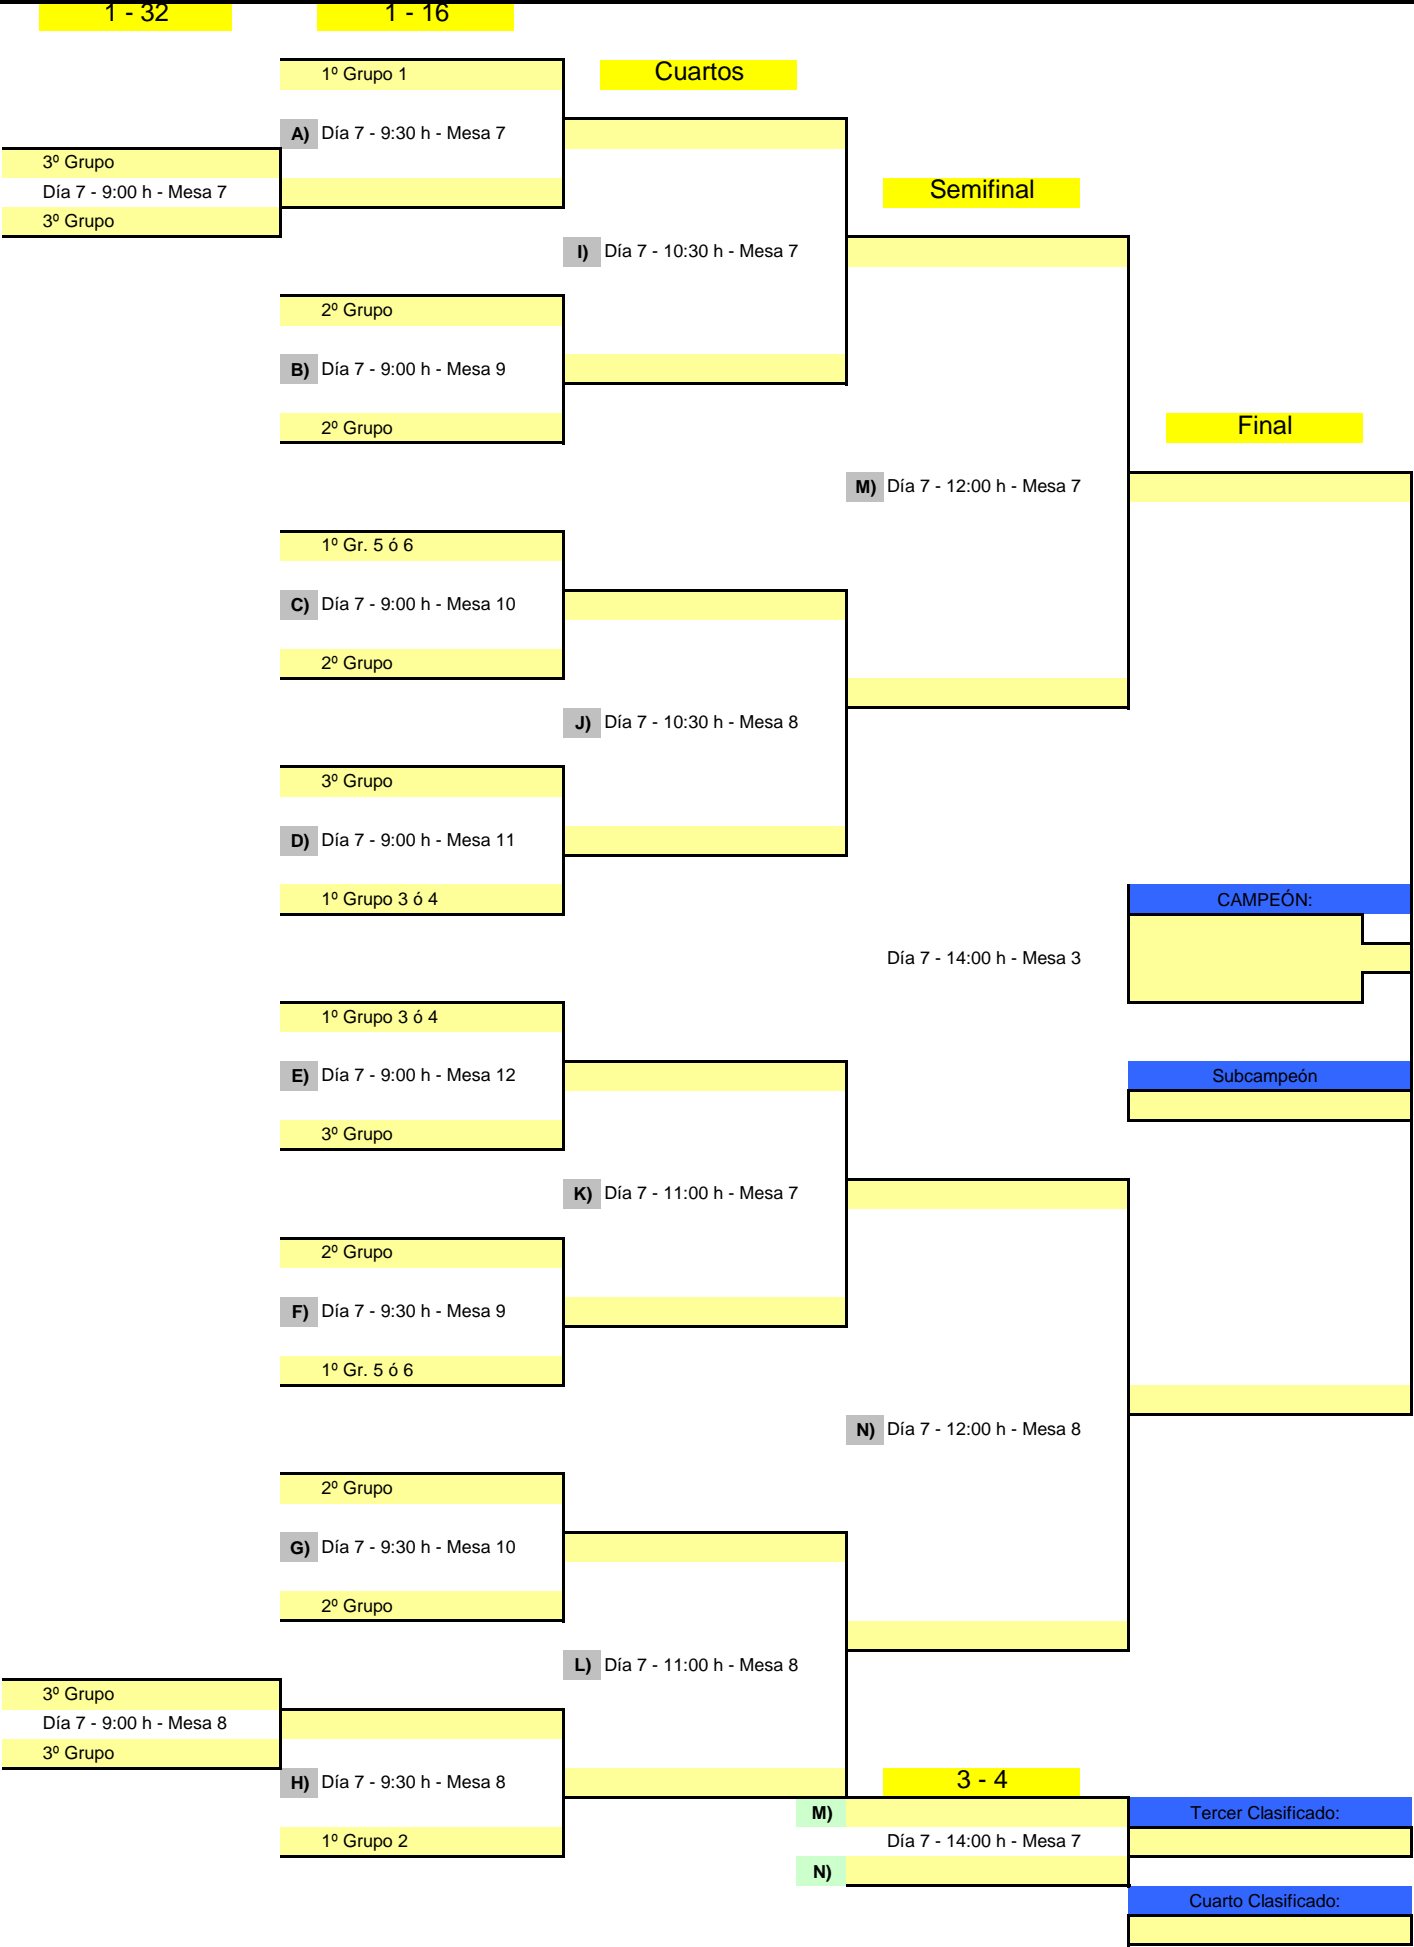 1 - 32
1 - 16
1º Grupo 1
Cuartos
A) Día 7 - 9:30 h - Mesa 7
3º Grupo
Día 7 - 9:00 h - Mesa 7
Semifinal
3º Grupo
I) Día 7 - 10:30 h - Mesa 7
2º Grupo
B) Día 7 - 9:00 h - Mesa 9
2º Grupo
Final
M) Día 7 - 12:00 h - Mesa 7
1º Gr. 5 ó 6
C) Día 7 - 9:00 h - Mesa 10
2º Grupo
J) Día 7 - 10:30 h - Mesa 8
3º Grupo
D) Día 7 - 9:00 h - Mesa 11
1º Grupo 3 ó 4
CAMPEÓN:
Día 7 - 14:00 h - Mesa 3
1º Grupo 3 ó 4
E) Día 7 - 9:00 h - Mesa 12
Subcampeón
3º Grupo
K) Día 7 - 11:00 h - Mesa 7
2º Grupo
F) Día 7 - 9:30 h - Mesa 9
1º Gr. 5 ó 6
N) Día 7 - 12:00 h - Mesa 8
2º Grupo
G) Día 7 - 9:30 h - Mesa 10
2º Grupo
L) Día 7 - 11:00 h - Mesa 8
3º Grupo
Día 7 - 9:00 h - Mesa 8
3º Grupo
H) Día 7 - 9:30 h - Mesa 8
3 - 4
M)
Tercer Clasificado:
1º Grupo 2
Día 7 - 14:00 h - Mesa 7
N)
Cuarto Clasificado: